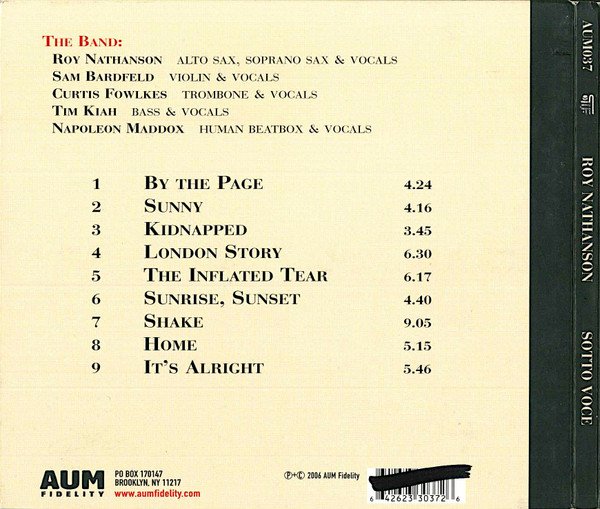 THE BAND:
ROY NATHANSON ALTO SAX, SOPRANO SAX & VOCALS
SAM BARDFELD VIOLIN & VOCALS
CURTIS FOWLKES TROMBONE & VOCALS
TIM KIAH BASS & VOCALS
NAPOLEON MADDOX HUMAN BEATBOX & VOCALS
1 BY THE PAGE 4.24
2 SUNNY 4.16
3 KIDNAPPED 3.45
4 LONDON STORY 6.30
5 THE INFLATED TEAR 6.17
6 SUNRISE, SUNSET 4.40
7 SHAKE 9.05
8 HOME 5.15
9 IT'S ALRIGHT 5.46
AUM
FIDELITY
PO BOX 170147
BROOKLYN, NY 11217
www.aumfidelity.com
℗+© 2006 AUM Fidelity
6 42623 30372 6
AUM037 ROY NATHANSON · SOTTO VOCE